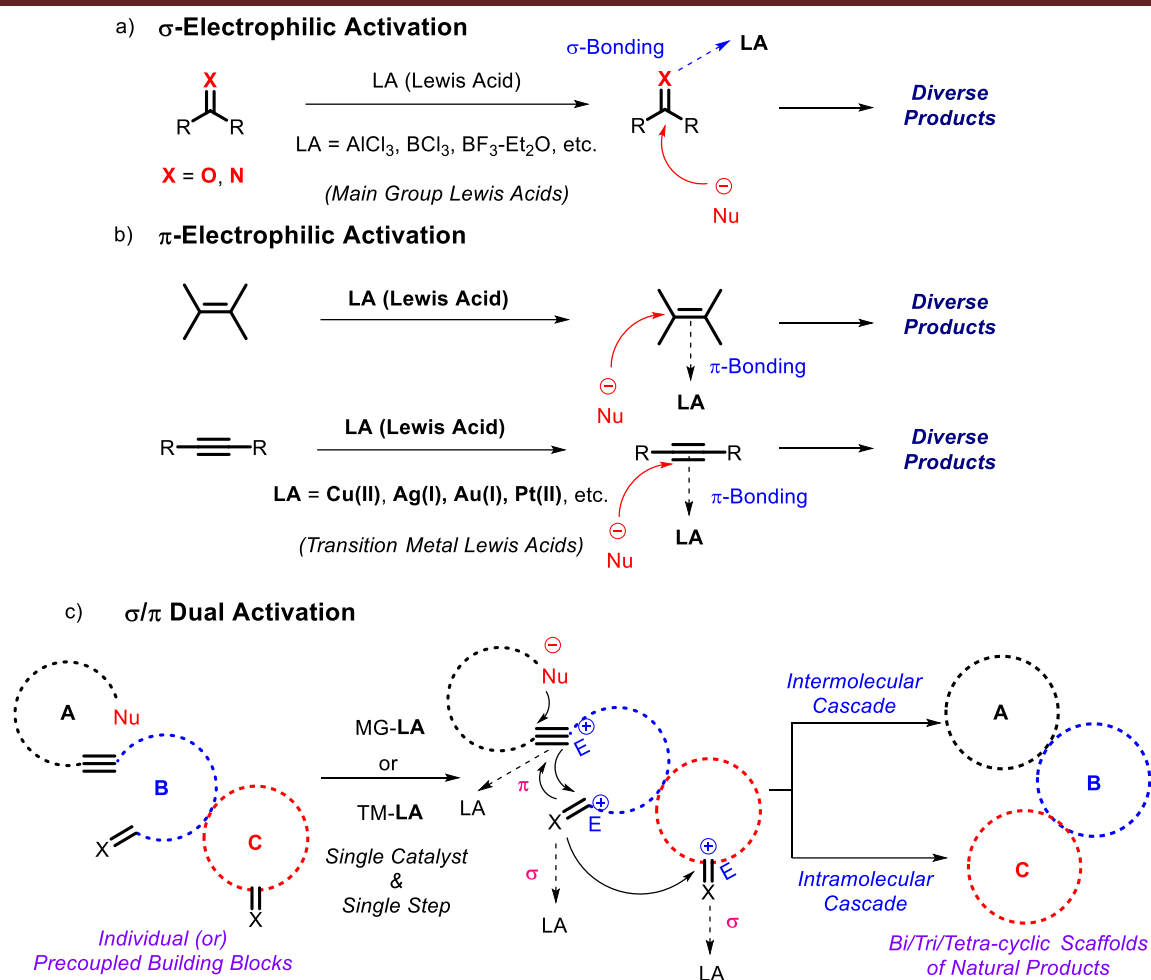 a) σ-Electrophilic Activation
σ-Bonding
LA
X
LA (Lewis Acid)
X
R R
R R
LA = AlCl3, BCl3, BF3-Et2O, etc.
X = O, N
(Main Group Lewis Acids)
⊖
Nu
Diverse
Products
b) π-Electrophilic Activation
LA (Lewis Acid)
Diverse
Products
π-Bonding
⊖
Nu
LA
LA (Lewis Acid)
R R
R R
Diverse
Products
LA = Cu(II), Ag(I), Au(I), Pt(II), etc.
π-Bonding
(Transition Metal Lewis Acids)
⊖
Nu
LA
c) σ/π Dual Activation
A
Nu
B
X
C
X
Individual (or)
Precoupled Building Blocks
MG-LA
or
TM-LA
Single Catalyst
&
Single Step
⊖
Nu
⊕
E
π
LA
X
⊕
E
σ
LA
⊕
E
X
σ
LA
Intermolecular
Cascade
Intramolecular
Cascade
A
B
C
Bi/Tri/Tetra-cyclic Scaffolds
of Natural Products